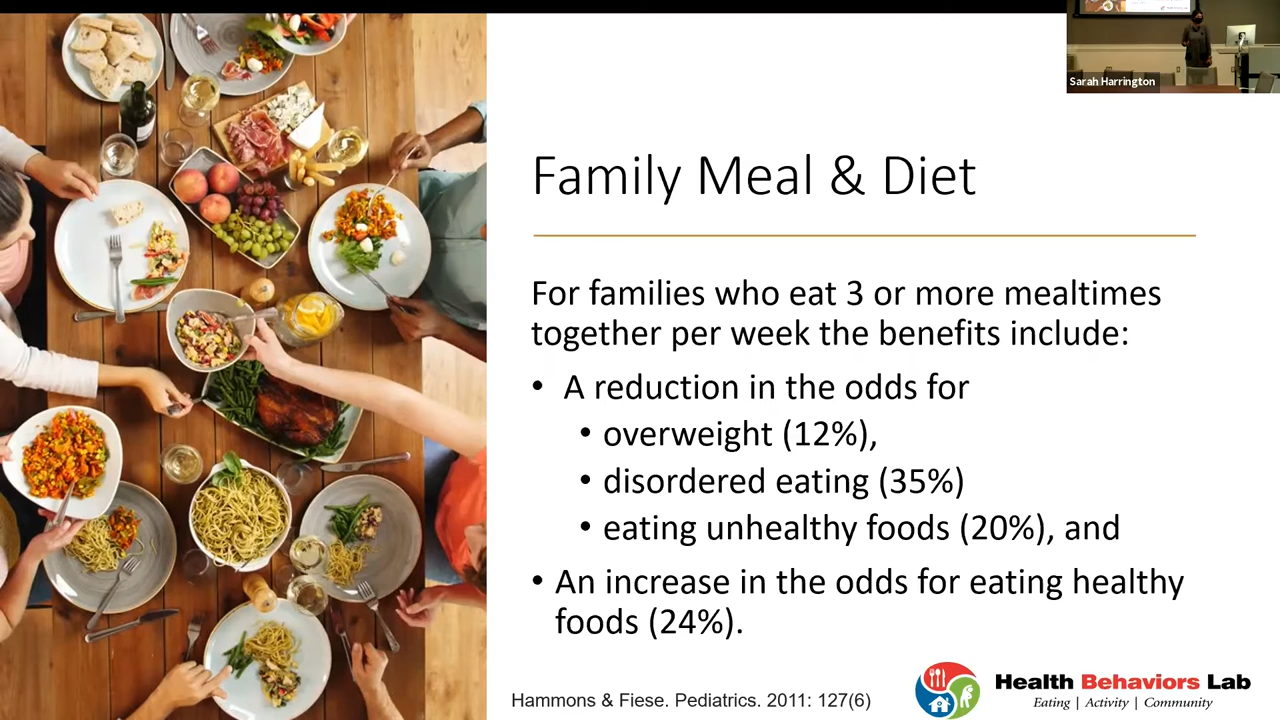 Sarah Harrington
Family Meal & Diet
For families who eat 3 or more mealtimes
together per week the benefits include:
• A reduction in the odds for
• overweight (12%),
• disordered eating (35%)
• eating unhealthy foods (20%), and
• An increase in the odds for eating healthy
foods (24%).
Hammons & Fiese. Pediatrics. 2011: 127(6)
Health Behaviors Lab
Eating | Activity | Community